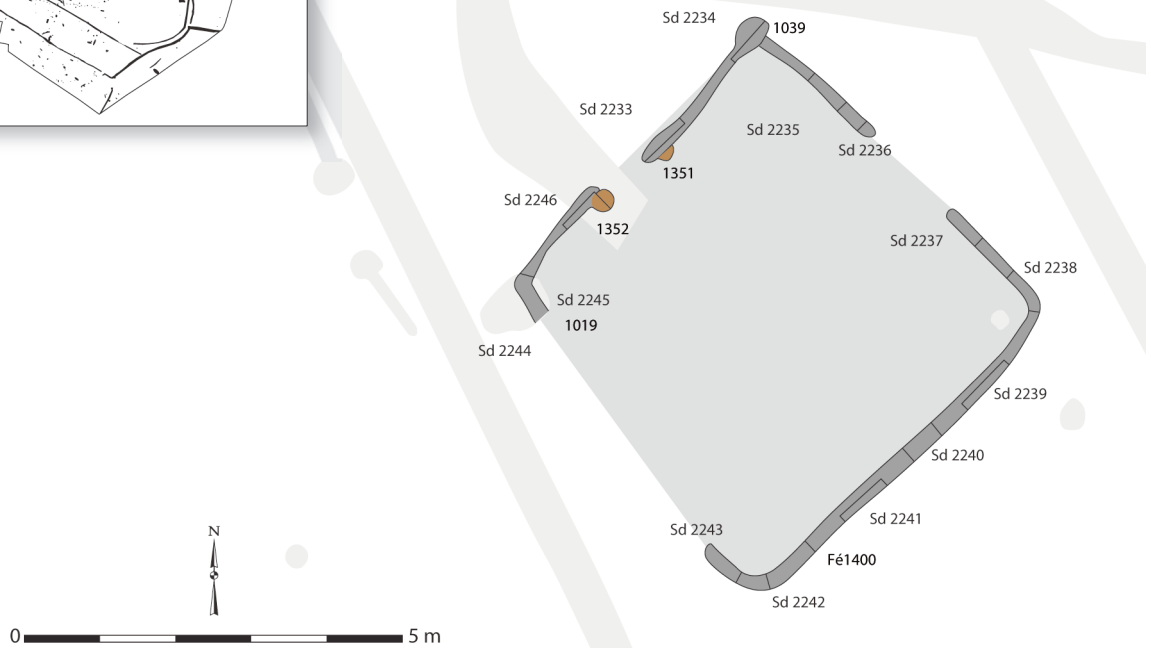 Sd 2234
1039
Sd 2233
Sd 2235
Sd 2236
1351
Sd 2246
1352
Sd 2237
Sd 2238
Sd 2245
1019
Sd 2244
Sd 2239
Sd 2240
Sd 2241
Sd 2243
N
Fé1400
Sd 2242
0
5 m